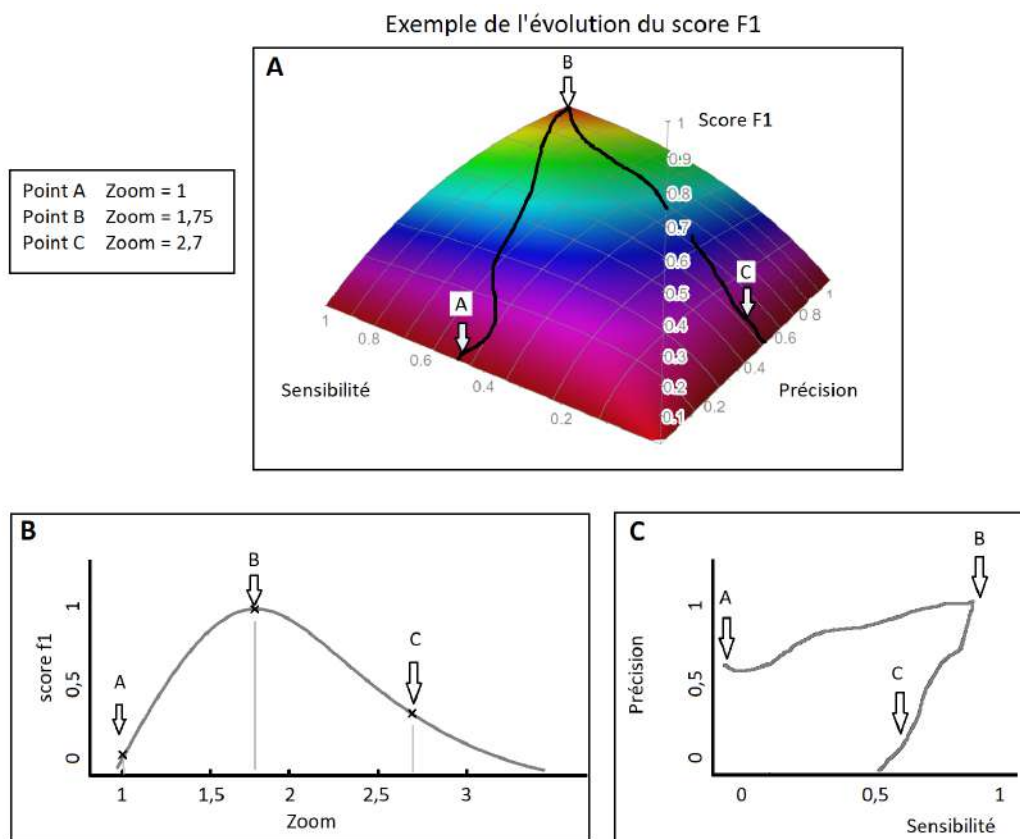 Exemple de l'évolution du score F1
A
B
Score F1
1
0.9
0.8
0.7
0.6
0.5
0.4
0.3
0.2
0.1
C
A
1
0.8
0.6
0.4
0.2
Sensibilité
0.2
0.4
0.6
0.8
1
Précision
Point A Zoom = 1
Point B Zoom = 1,75
Point C Zoom = 2,7
B
B
A
C
score f1
0
0,5
1
1
1,5
2
2,5
3
Zoom
C
B
A
C
Précision
0
0,5
1
0
0,5
1
Sensibilité